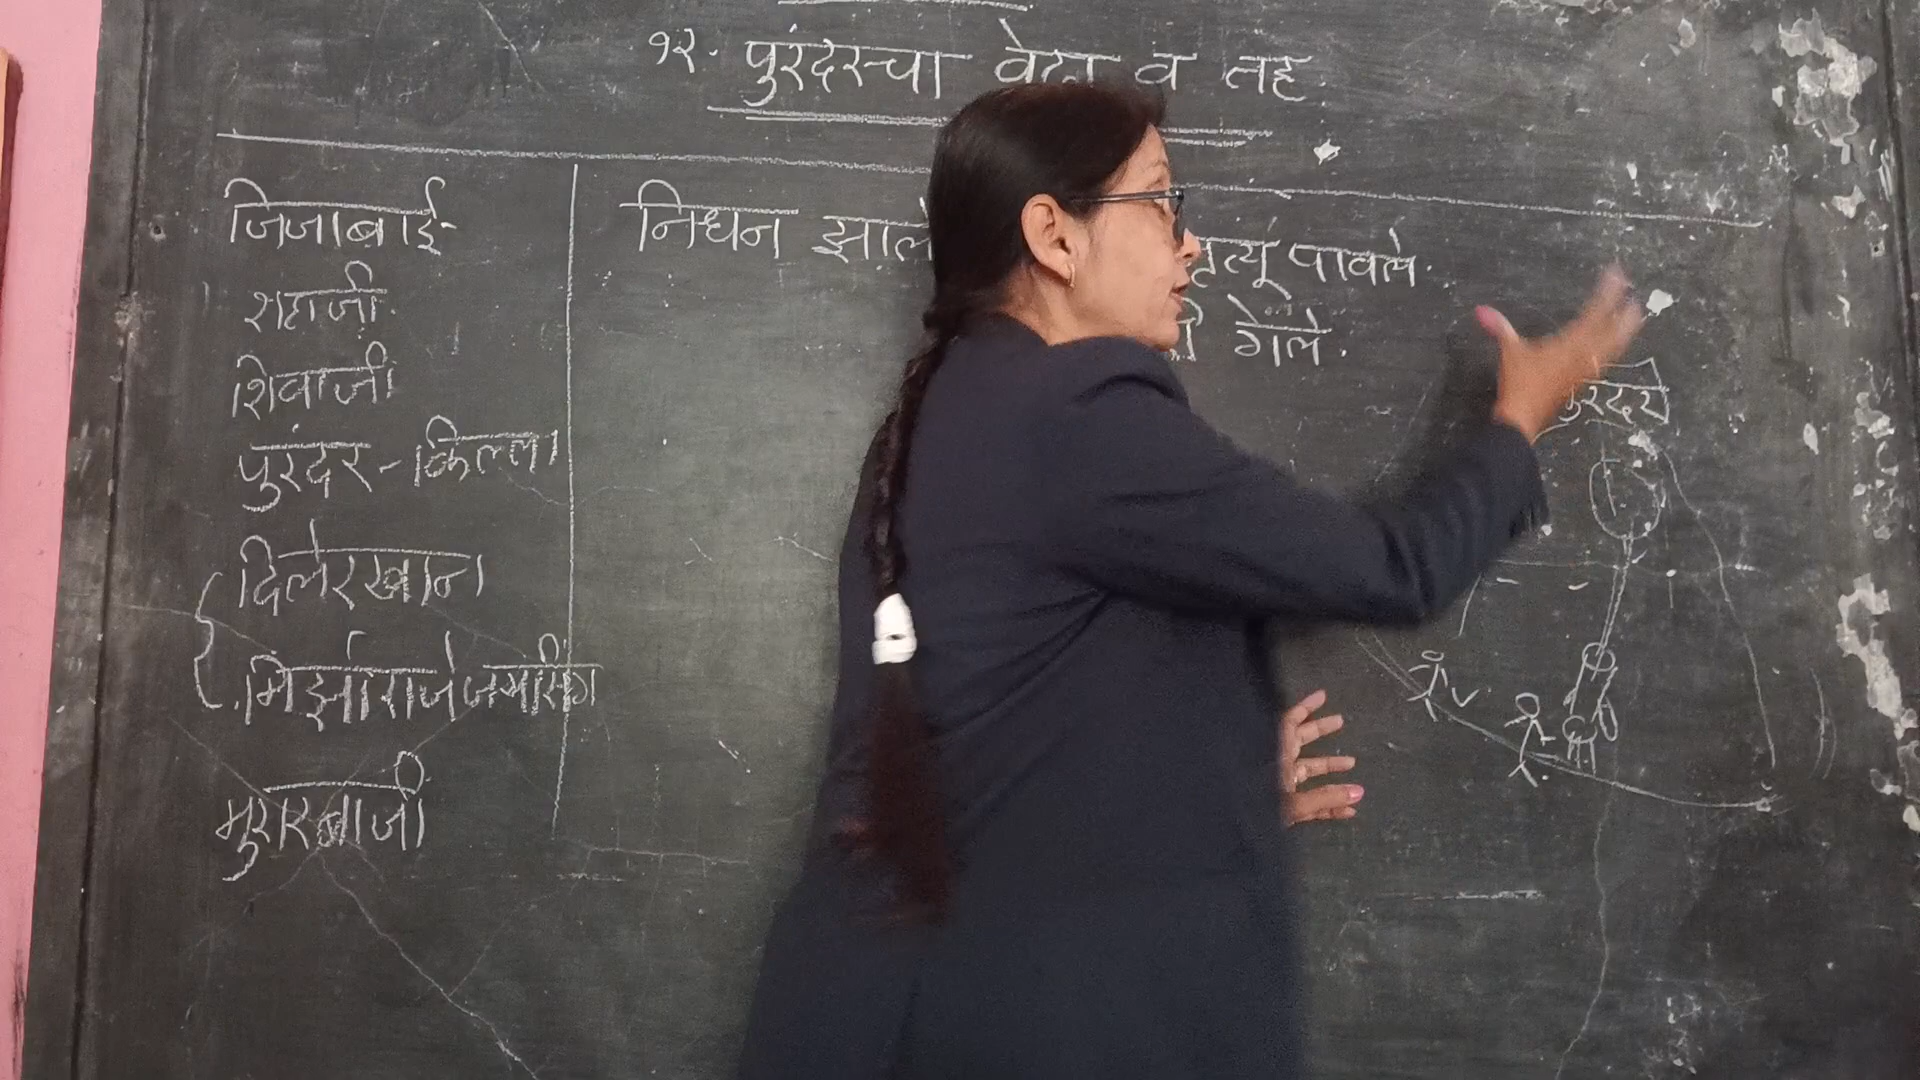 १२. पुरंदरचा वेढा व तह
जिजाबाई-
निधन झाले
मृत्यू पावले.
शहाजी.
गेले.
शिवाजी
पुरंदर
पुरंदर - किल्ला
दिलेरखान
मिर्झाराजे जयसिंग
मुरारबाजी